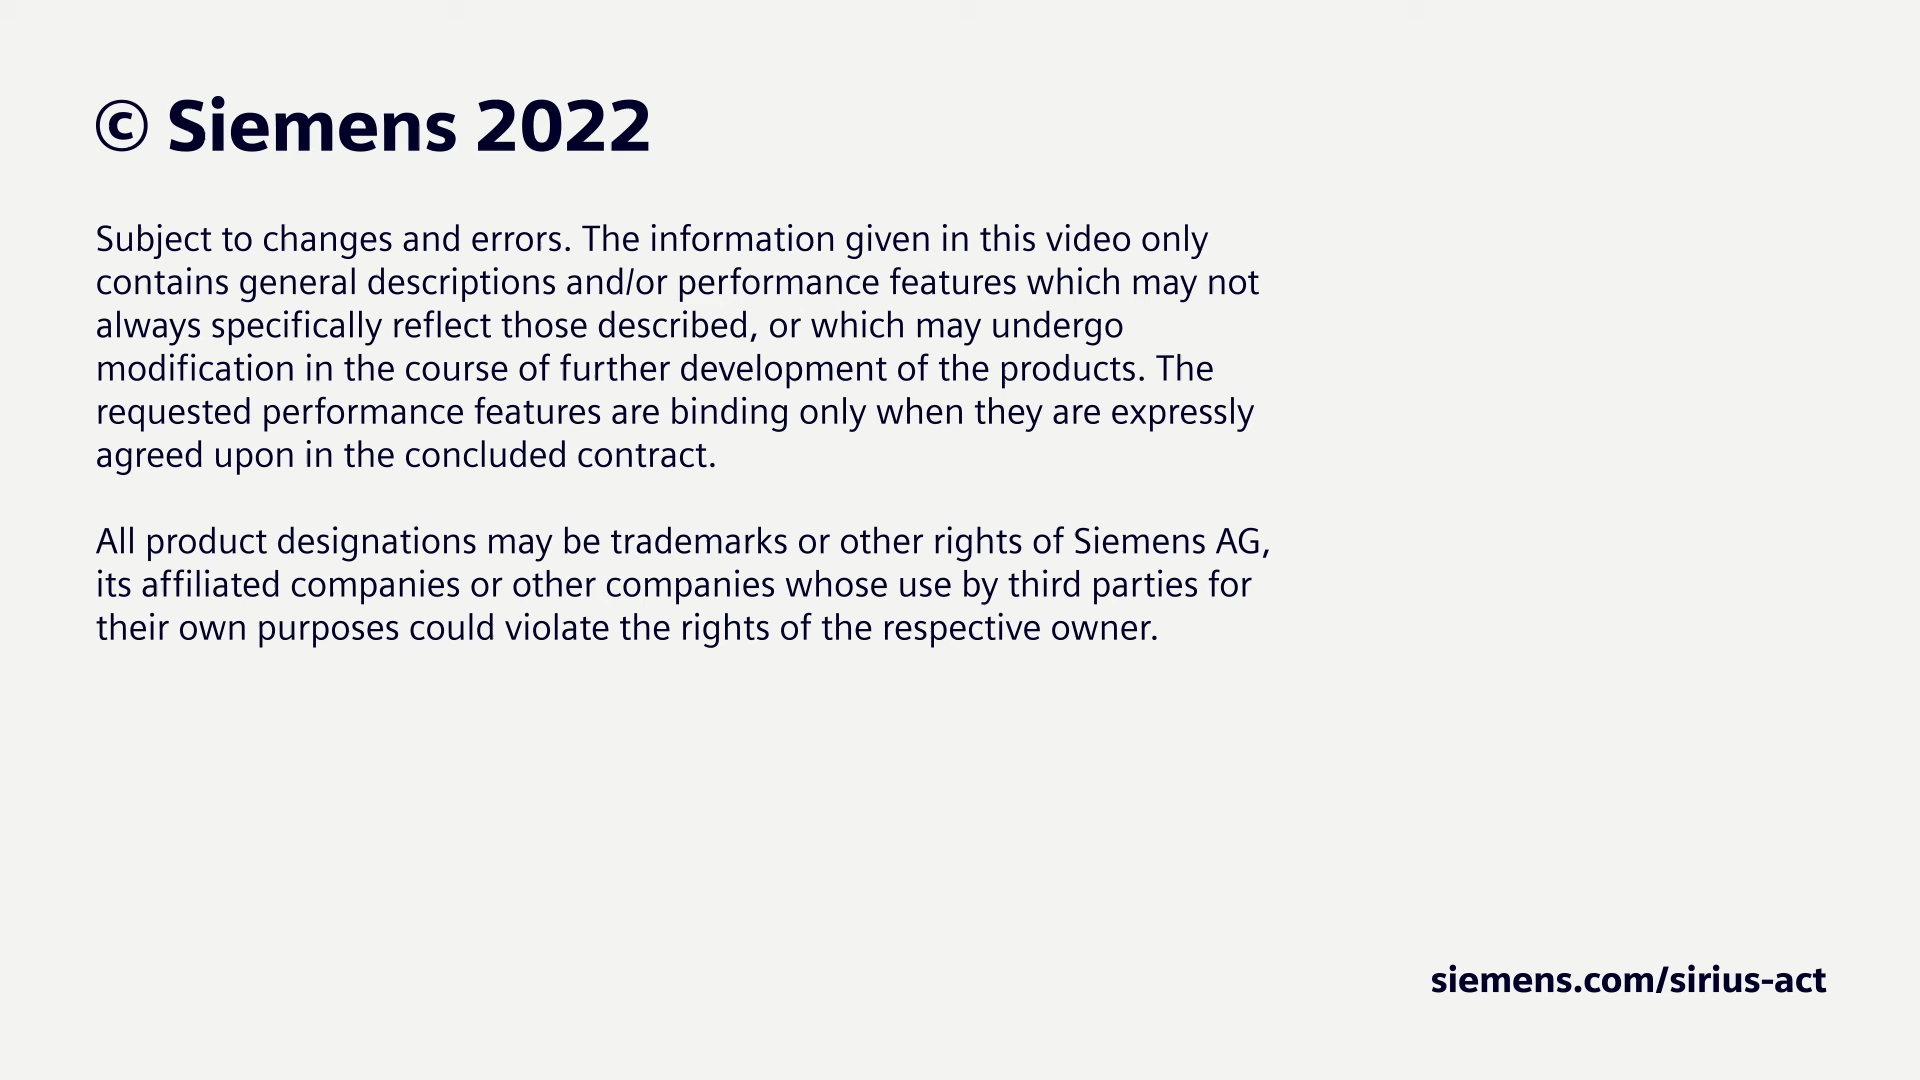 © Siemens 2022
Subject to changes and errors. The information given in this video only
contains general descriptions and/or performance features which may not
always specifically reflect those described, or which may undergo
modification in the course of further development of the products. The
requested performance features are binding only when they are expressly
agreed upon in the concluded contract.
All product designations may be trademarks or other rights of Siemens AG,
its affiliated companies or other companies whose use by third parties for
their own purposes could violate the rights of the respective owner.
siemens.com/sirius-act